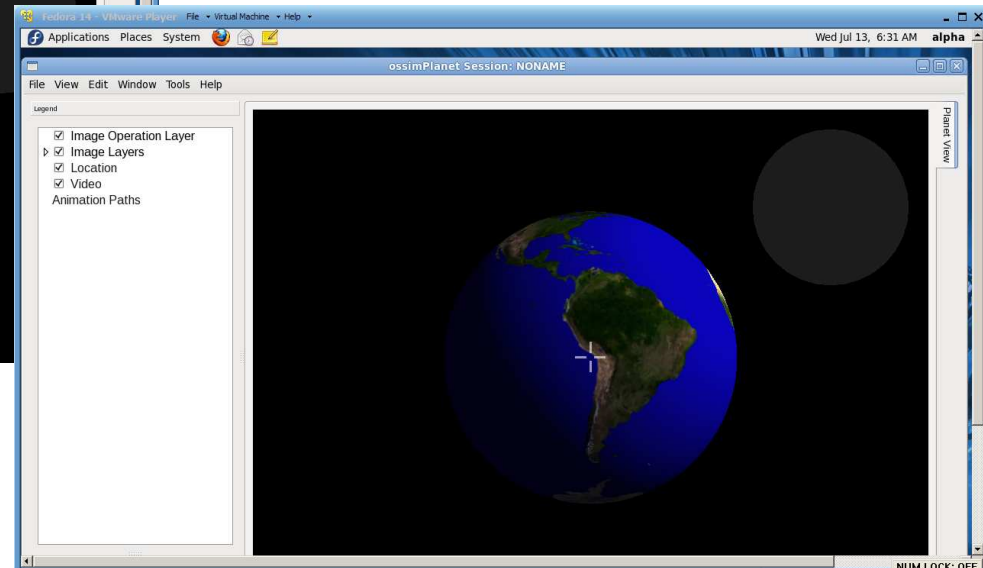 Fedora 14 - VMware Player File Virtual Machine Help
Applications Places System Wed Jul 13, 6:31 AM alpha
ossimPlanet Session: NONAME
File View Edit Window Tools Help
Legend
Image Operation Layer
Image Layers
Location
Video
Animation Paths
Planet View
NUM LOCK: OFF